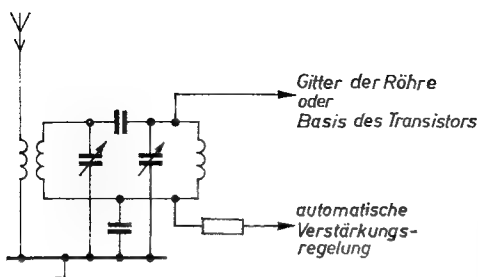 Gitter der Röhre
oder
Basis des Transistors
automatische
Verstärkungs-
regelung